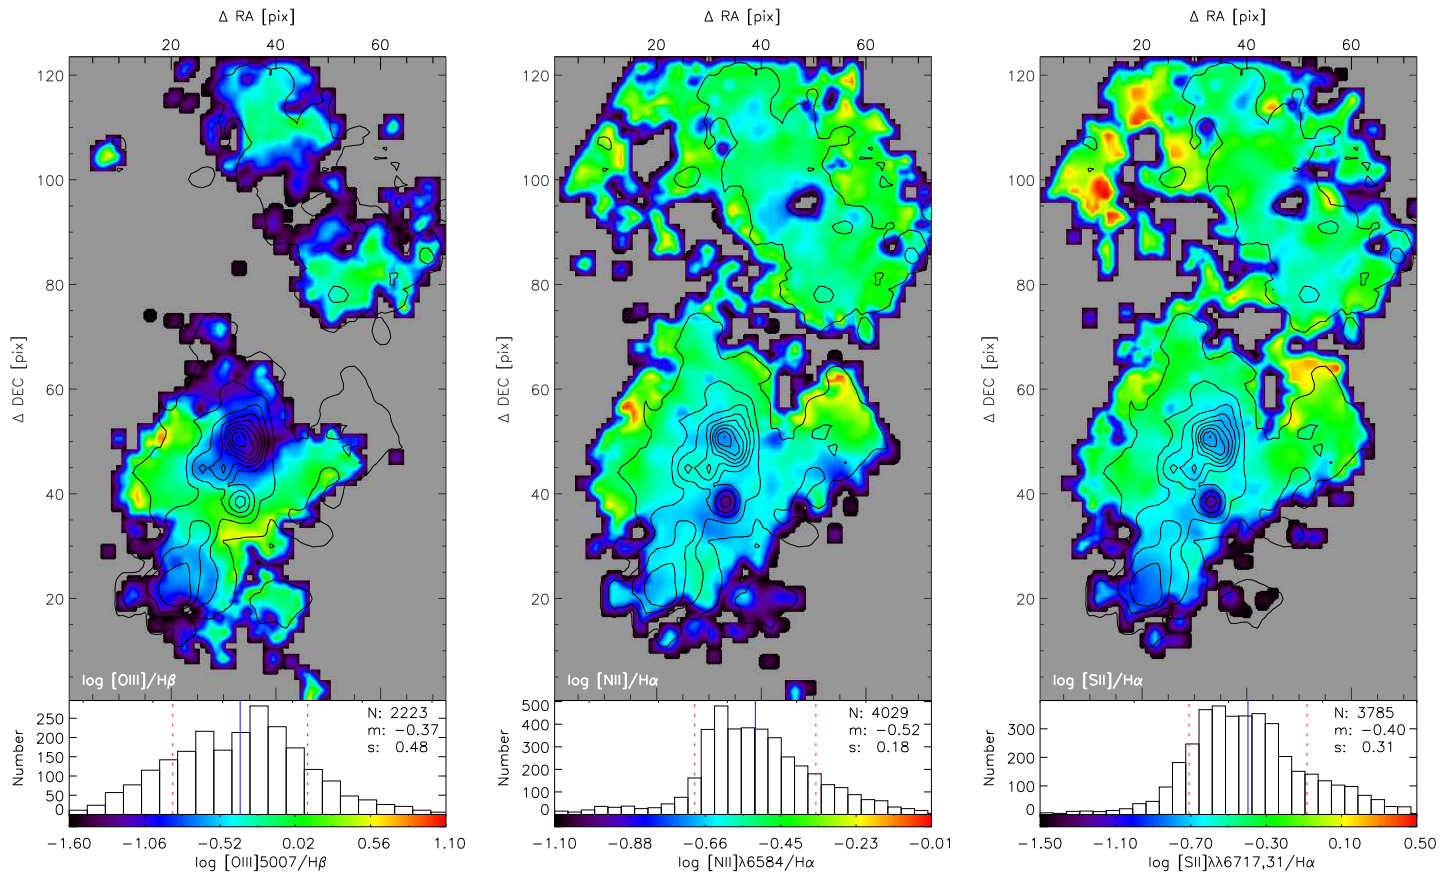 Δ RA [pix]
Δ RA [pix]
Δ RA [pix]
20 40 60
20 40 60
20 40 60
120
100
80
60
40
20
Δ DEC [pix]
log [OIII]/Hβ
120
100
80
60
40
20
Δ DEC [pix]
log [NII]/Hα
120
100
80
60
40
20
Δ DEC [pix]
log [SII]/Hα
250
200
150
100
50
0
Number
N: 2223
m: −0.37
s: 0.48
500
400
300
200
100
0
Number
N: 4029
m: −0.52
s: 0.18
300
200
100
0
Number
N: 3785
m: −0.40
s: 0.31
−1.60 −1.06 −0.52 0.02 0.56 1.10
log [OIII]5007/Hβ
−1.10 −0.88 −0.66 −0.45 −0.23 −0.01
log [NII]λ6584/Hα
−1.50 −1.10 −0.70 −0.30 0.10 0.50
log [SII]λλ6717,31/Hα